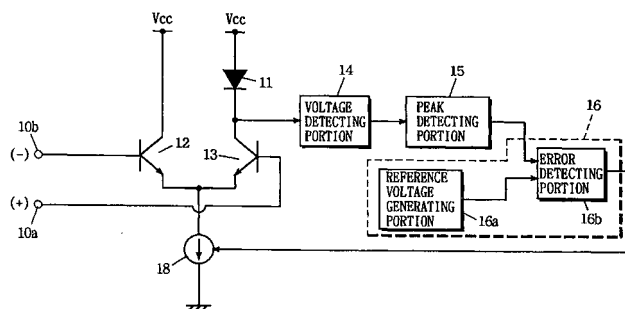 Vcc
Vcc
11
14
15
VOLTAGE
DETECTING
PORTION
PEAK
DETECTING
PORTION
16
10b
(-)
12
13
ERROR
DETECTING
PORTION
16b
REFERENCE
VOLTAGE
GENERATING
PORTION
16a
(+)
10a
18